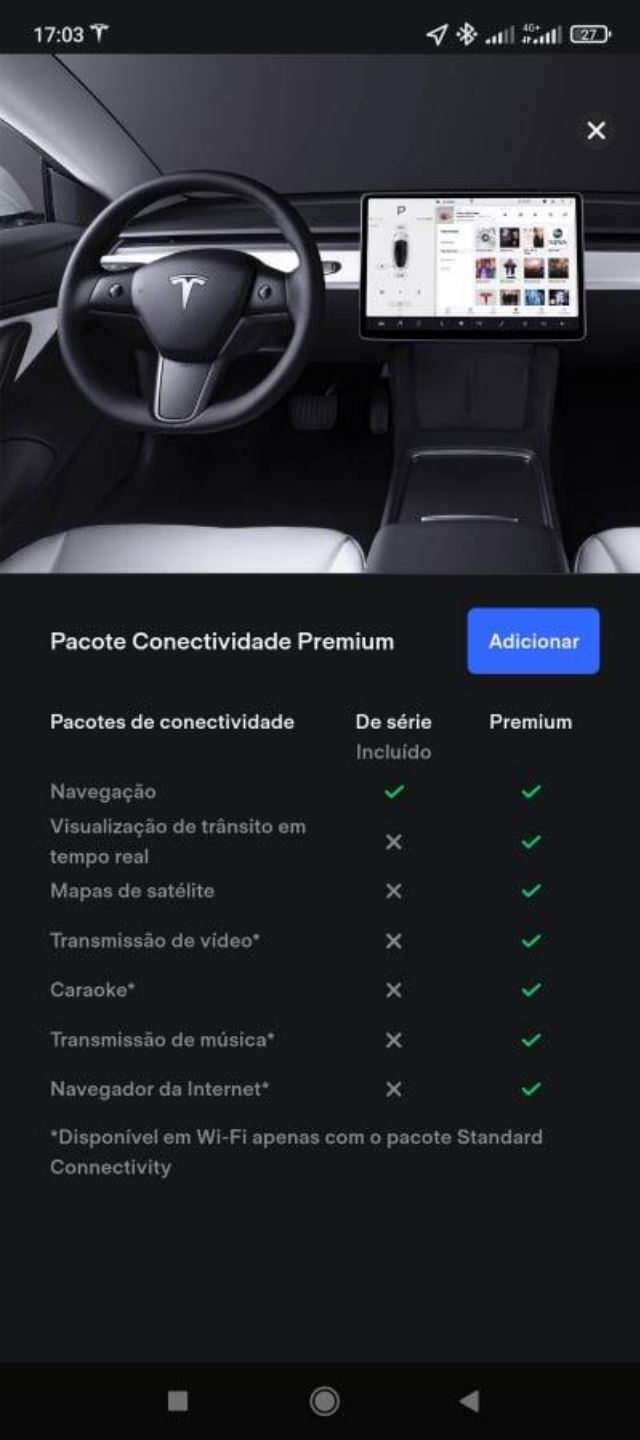 17:03
4G+
27
P
Pacote Conectividade Premium
Adicionar
Pacotes de conectividade
De série
Premium
Incluído
Navegação
Visualização de trânsito em
tempo real
Mapas de satélite
Transmissão de vídeo*
Caraoke*
Transmissão de música*
Navegador da Internet*
*Disponível em Wi-Fi apenas com o pacote Standard
Connectivity